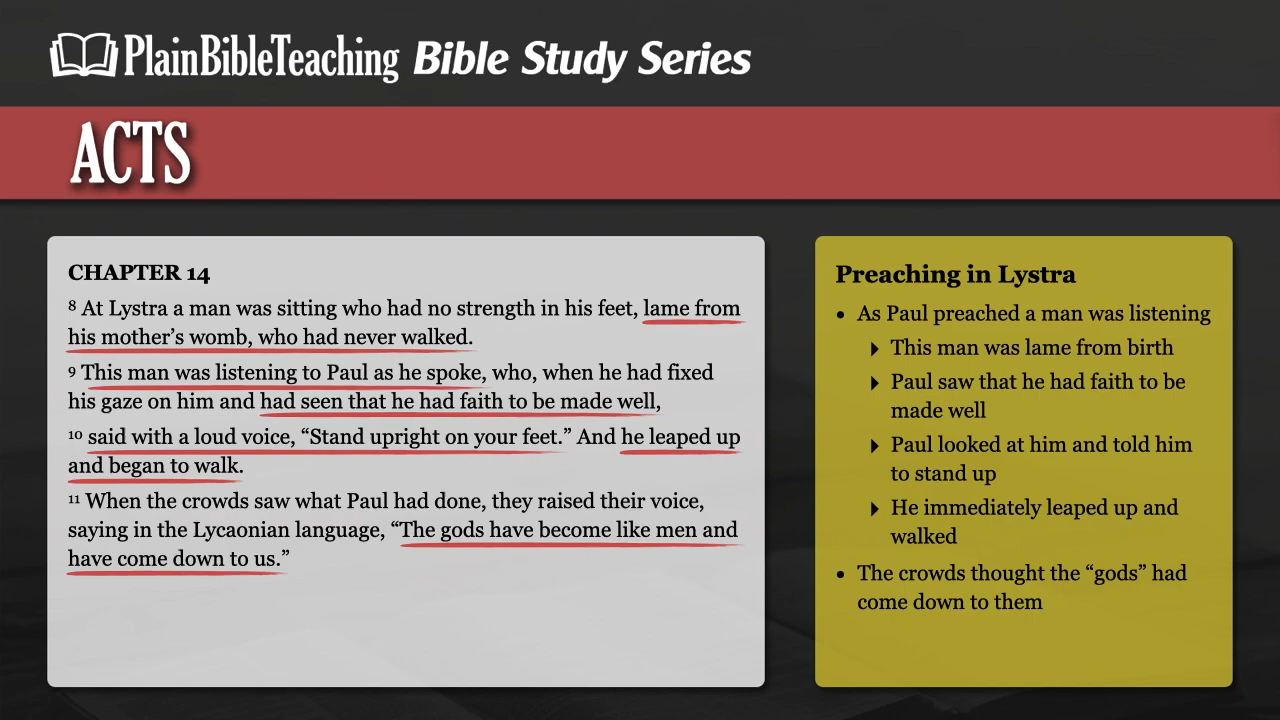 PlainBibleTeaching Bible Study Series
ACTS
CHAPTER 14
⁸ At Lystra a man was sitting who had no strength in his feet, lame from
his mother’s womb, who had never walked.
⁹ This man was listening to Paul as he spoke, who, when he had fixed
his gaze on him and had seen that he had faith to be made well,
¹⁰ said with a loud voice, “Stand upright on your feet.” And he leaped up
and began to walk.
¹¹ When the crowds saw what Paul had done, they raised their voice,
saying in the Lycaonian language, “The gods have become like men and
have come down to us.”
Preaching in Lystra
• As Paul preached a man was listening
This man was lame from birth
Paul saw that he had faith to be
made well
Paul looked at him and told him
to stand up
He immediately leaped up and
walked
• The crowds thought the “gods” had
come down to them